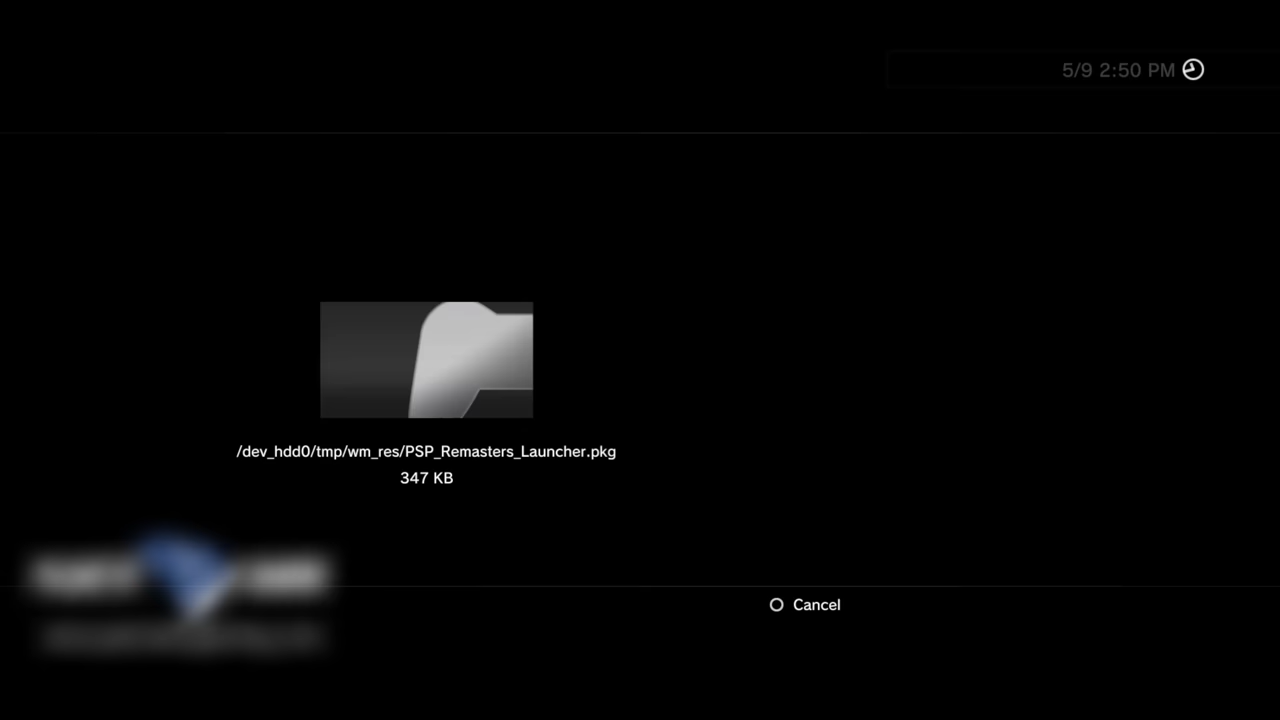 5/9 2:50 PM
/dev_hdd0/tmp/wm_res/PSP_Remasters_Launcher.pkg
347 KB
Cancel